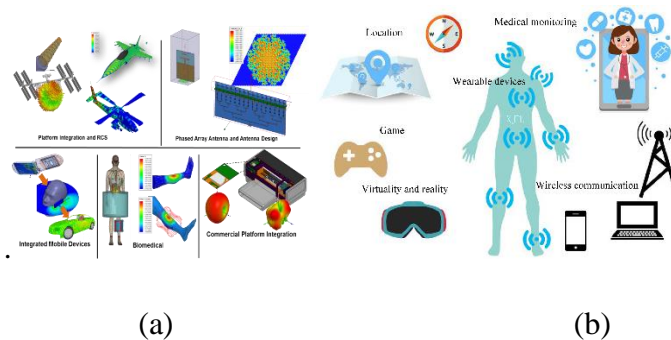 Platform Integration and RCS
Phased Array Antenna and Antenna Design
Integrated Mobile Devices
Biomedical
Commercial Platform Integration
(a)
Location
N
E
S
W
Medical monitoring
Wearable devices
Game
Virtuality and reality
Wireless communication
(b)